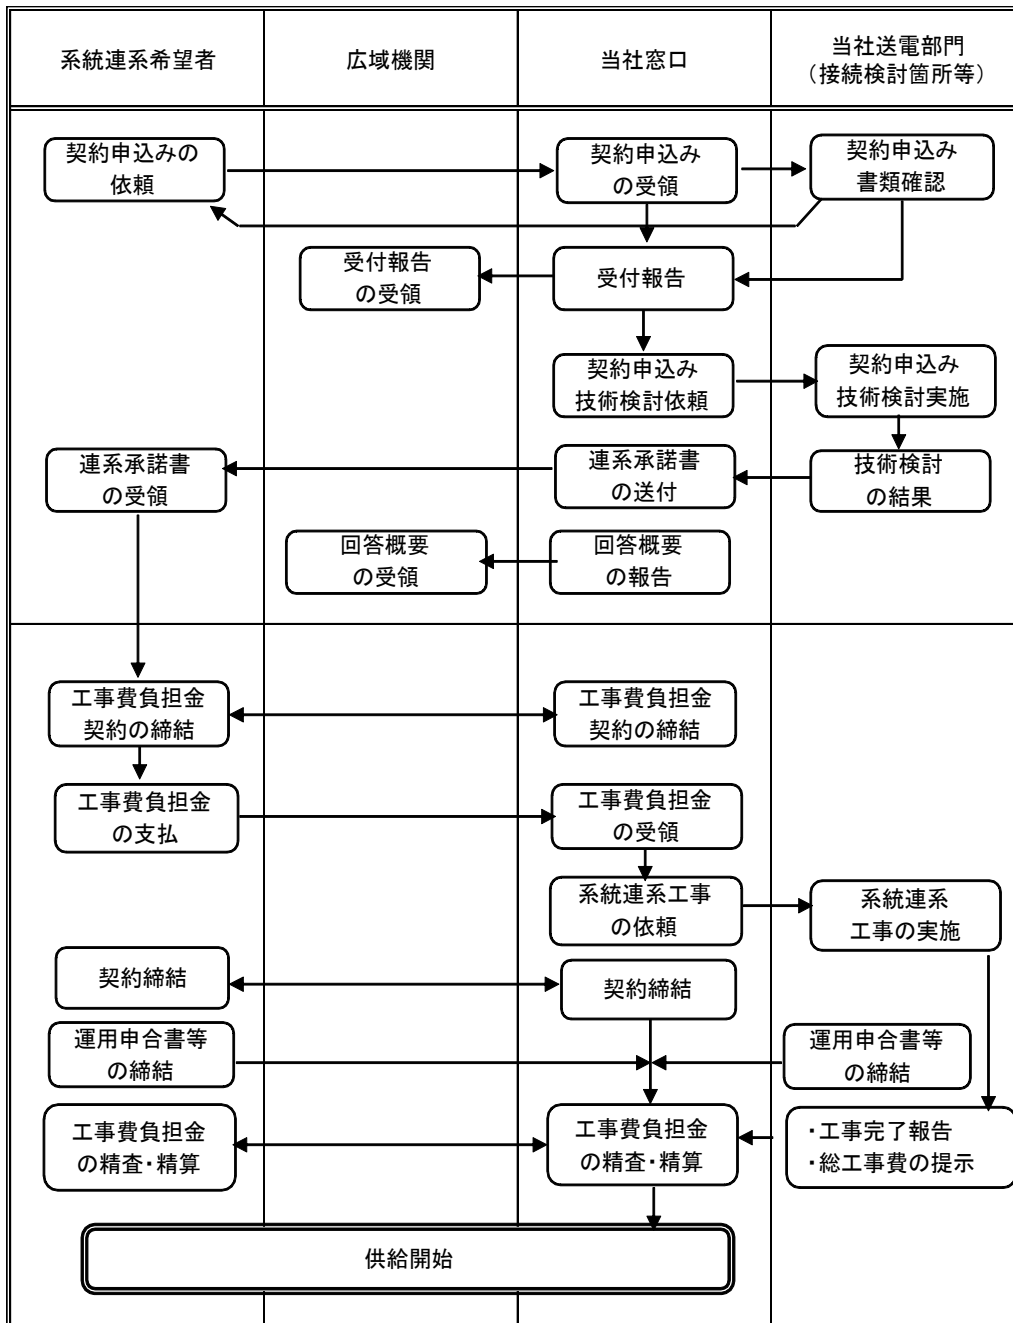 系統連系希望者
広域機関
当社窓口
当社送電部門
（接続検討箇所等）
契約申込みの
依頼
契約申込み
の受領
契約申込み
書類確認
受付報告
の受領
受付報告
契約申込み
技術検討依頼
契約申込み
技術検討実施
連系承諾書
の受領
連系承諾書
の送付
技術検討
の結果
回答概要
の受領
回答概要
の報告
工事費負担金
契約の締結
工事費負担金
契約の締結
工事費負担金
の支払
工事費負担金
の受領
系統連系工事
の依頼
系統連系
工事の実施
契約締結
契約締結
運用申合書等
の締結
運用申合書等
の締結
工事費負担金
の精査・精算
工事費負担金
の精査・精算
・工事完了報告
・総工事費の提示
供給開始